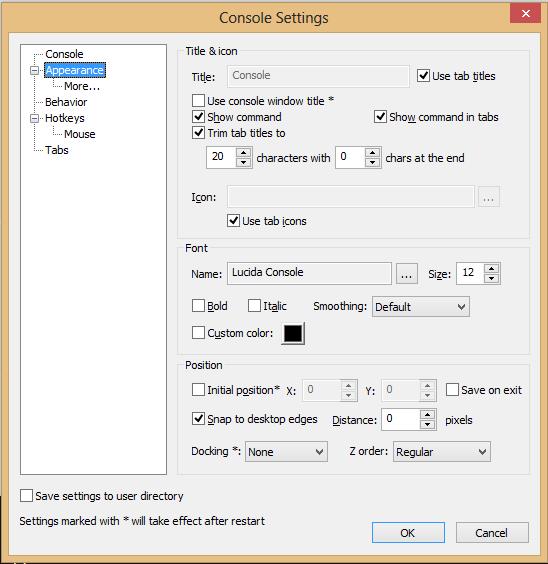 Console Settings
Console
Appearance
More...
Behavior
Hotkeys
Mouse
Tabs
Title & icon
Title: Console Use tab titles
Use console window title *
Show command Show command in tabs
Trim tab titles to
20 characters with 0 chars at the end
Icon: ...
Use tab icons
Font
Name: Lucida Console ... Size: 12
Bold Italic Smoothing: Default
Custom color:
Position
Initial position* X: 0 Y: 0 Save on exit
Snap to desktop edges Distance: 0 pixels
Docking *: None Z order: Regular
Save settings to user directory
Settings marked with * will take effect after restart
OK Cancel